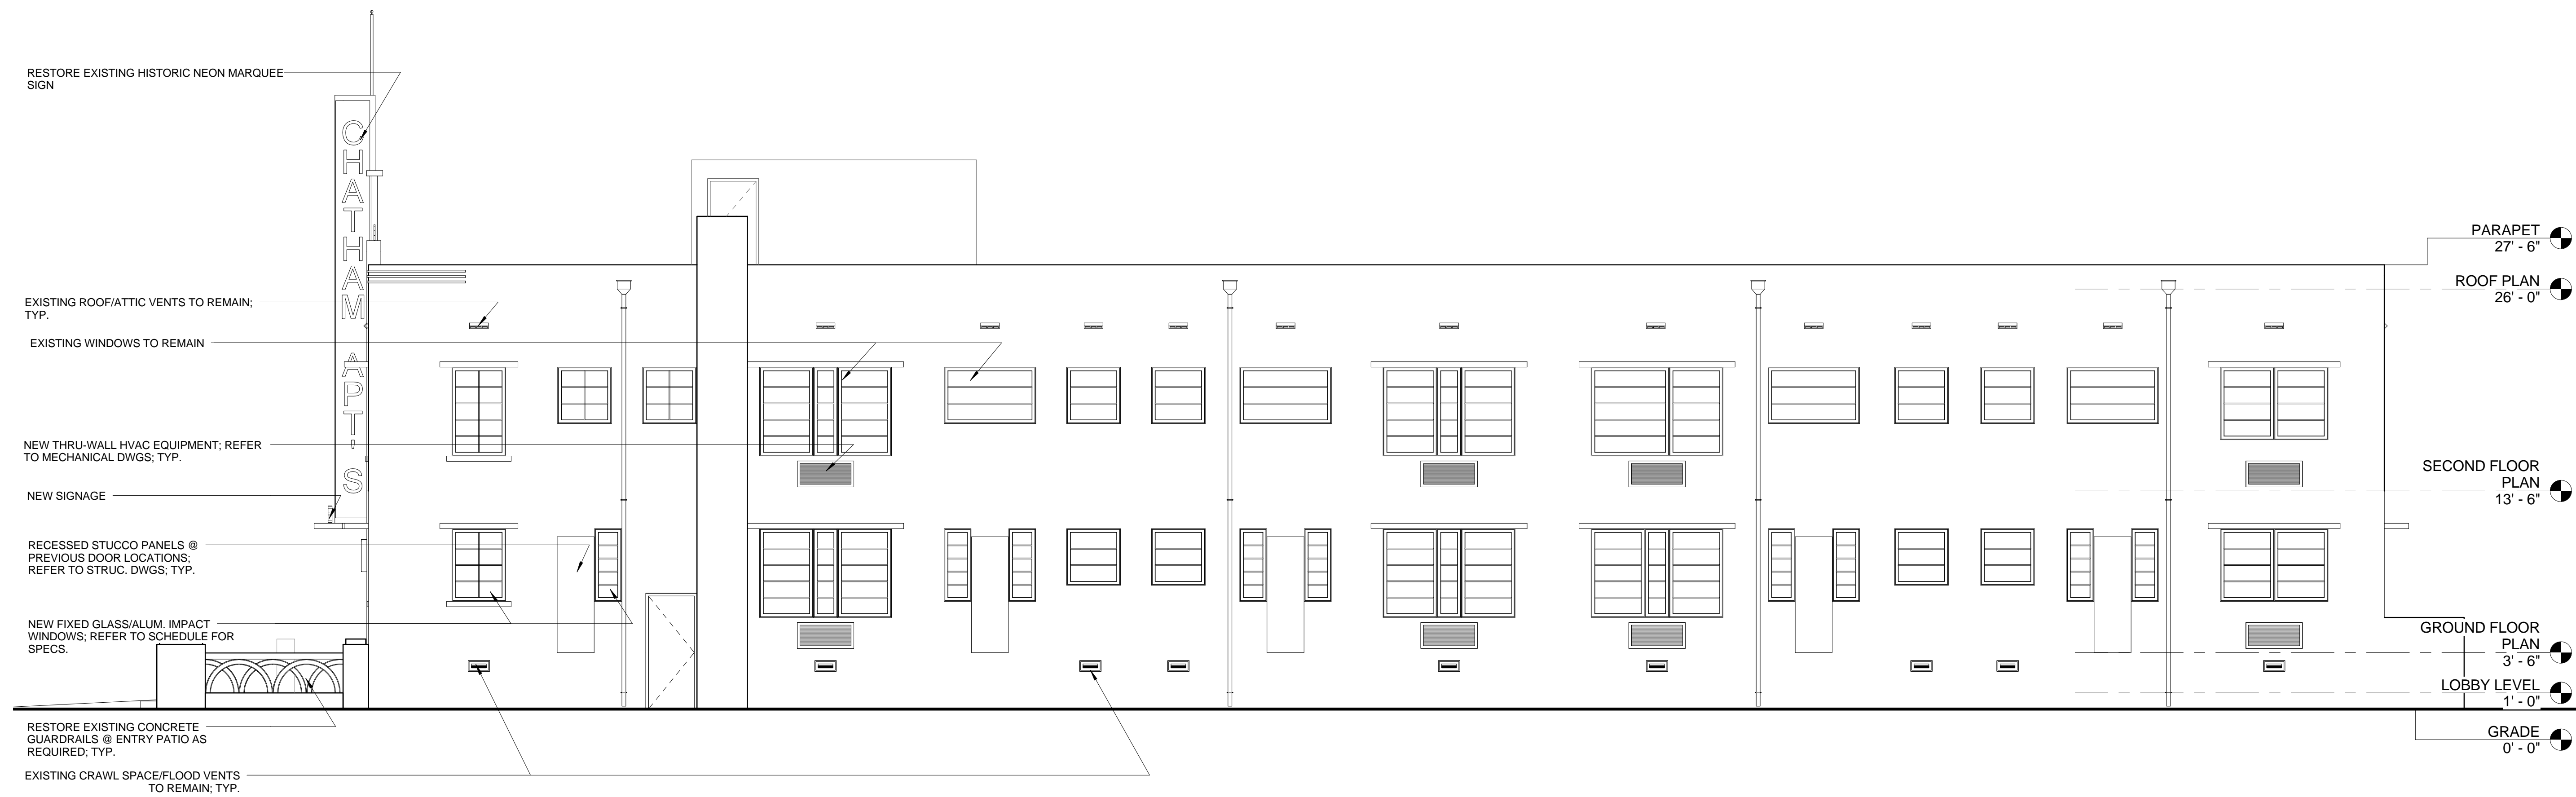 RESTORE EXISTING HISTORIC NEON MARQUEE
SIGN
CHATHAM APT'S
EXISTING ROOF/ATTIC VENTS TO REMAIN;
TYP.
EXISTING WINDOWS TO REMAIN
NEW THRU-WALL HVAC EQUIPMENT; REFER
TO MECHANICAL DWGS; TYP.
NEW SIGNAGE
RECESSED STUCCO PANELS @
PREVIOUS DOOR LOCATIONS;
REFER TO STRUC. DWGS; TYP.
NEW FIXED GLASS/ALUM. IMPACT
WINDOWS; REFER TO SCHEDULE FOR
SPECS.
RESTORE EXISTING CONCRETE
GUARDRAILS @ ENTRY PATIO AS
REQUIRED; TYP.
EXISTING CRAWL SPACE/FLOOD VENTS
TO REMAIN; TYP.
PARAPET
27' - 6"
ROOF PLAN
26' - 0"
SECOND FLOOR
PLAN
13' - 6"
GROUND FLOOR
PLAN
3' - 6"
LOBBY LEVEL
1' - 0"
GRADE
0' - 0"